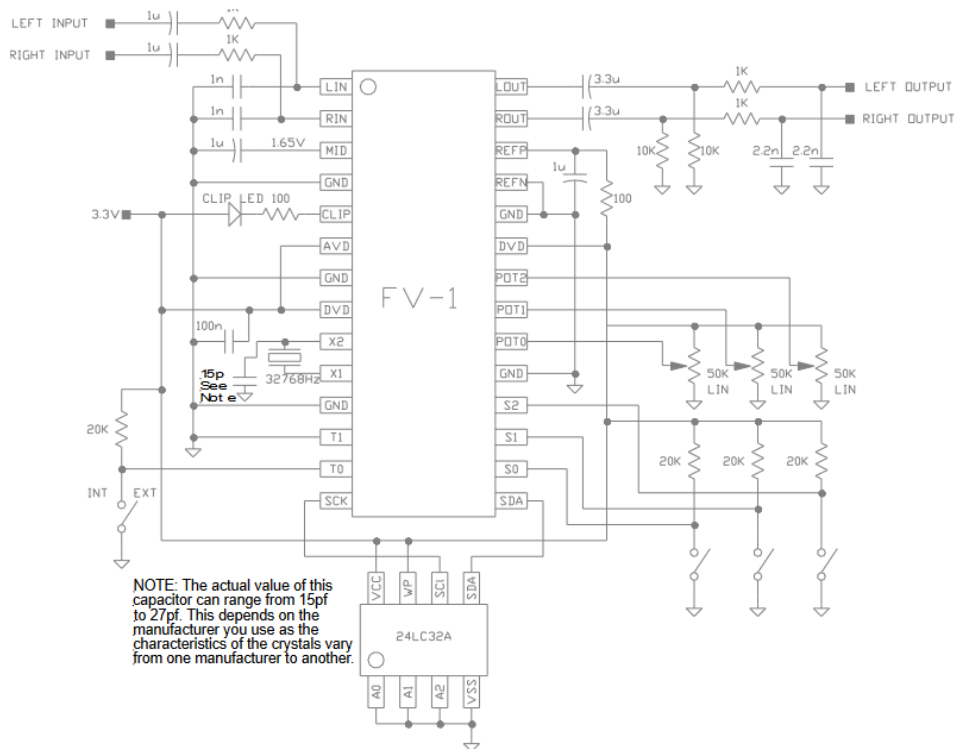 LEFT INPUT
1u
1K
RIGHT INPUT
1u
1K
1n
1n
1u
1.65V
CLIP LED
100
3.3V
100n
15p
See
Note
32768Hz
20K
INT
EXT
LIN
RIN
MID
GND
CLIP
AVD
GND
DVD
X2
X1
GND
T1
T0
SCK
FV-1
LOUT
ROUT
REFP
REFN
GND
DVD
POT2
POT1
POT0
GND
S2
S1
S0
SDA
3.3u
3.3u
1K
1K
LEFT OUTPUT
RIGHT OUTPUT
10K
10K
2.2n
2.2n
1u
100
50K
LIN
50K
LIN
50K
LIN
20K
20K
20K
NOTE: The actual value of this
capacitor can range from 15pf
to 27pf. This depends on the
manufacturer you use as the
characteristics of the crystals vary
from one manufacturer to another.
VCC
WP
SCl
SDA
24LC32A
A0
A1
A2
VSS